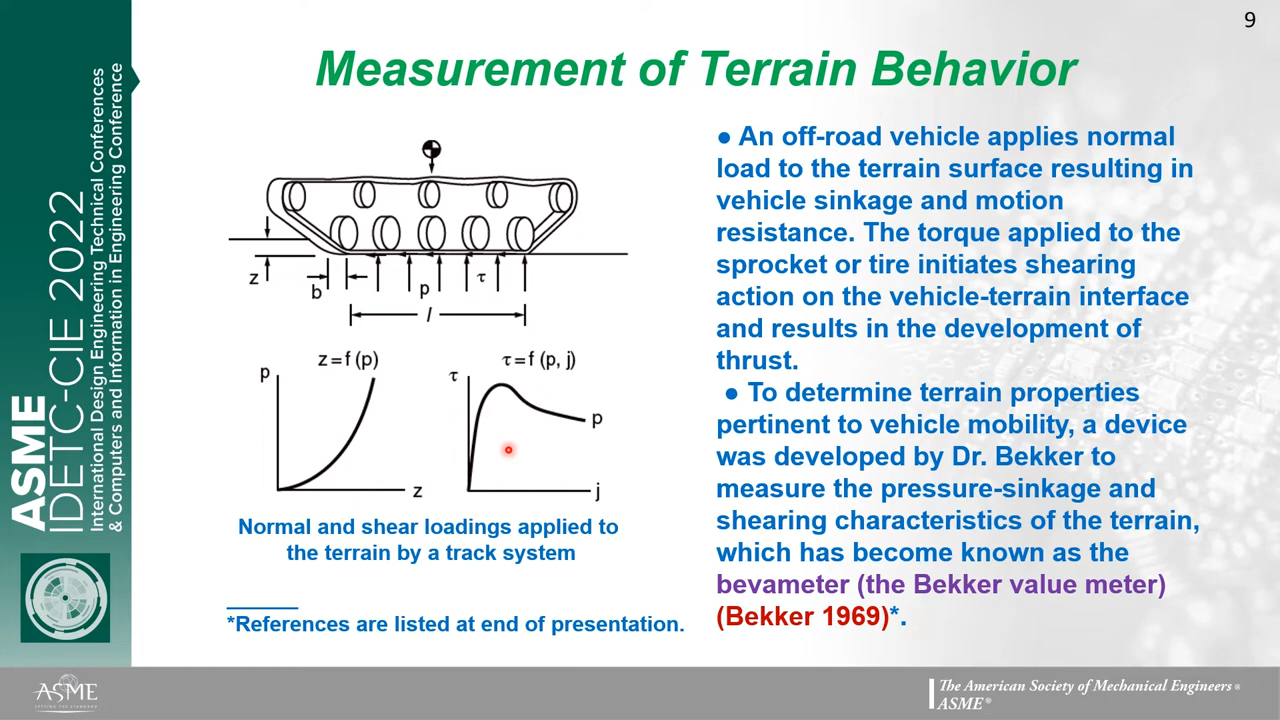 9
Measurement of Terrain Behavior
ASME
IDETC-CIE 2022
International Design Engineering Technical Conferences
& Computers and Information in Engineering Conference
z
b
p
τ
l
p
z = f (p)
z
τ
τ = f (p, j)
p
j
Normal and shear loadings applied to
the terrain by a track system
*References are listed at end of presentation.
● An off-road vehicle applies normal
load to the terrain surface resulting in
vehicle sinkage and motion
resistance. The torque applied to the
sprocket or tire initiates shearing
action on the vehicle-terrain interface
and results in the development of
thrust.
● To determine terrain properties
pertinent to vehicle mobility, a device
was developed by Dr. Bekker to
measure the pressure-sinkage and
shearing characteristics of the terrain,
which has become known as the
bevameter (the Bekker value meter)
(Bekker 1969)*.
ASME
SETTING THE STANDARD
The American Society of Mechanical Engineers®
ASME®